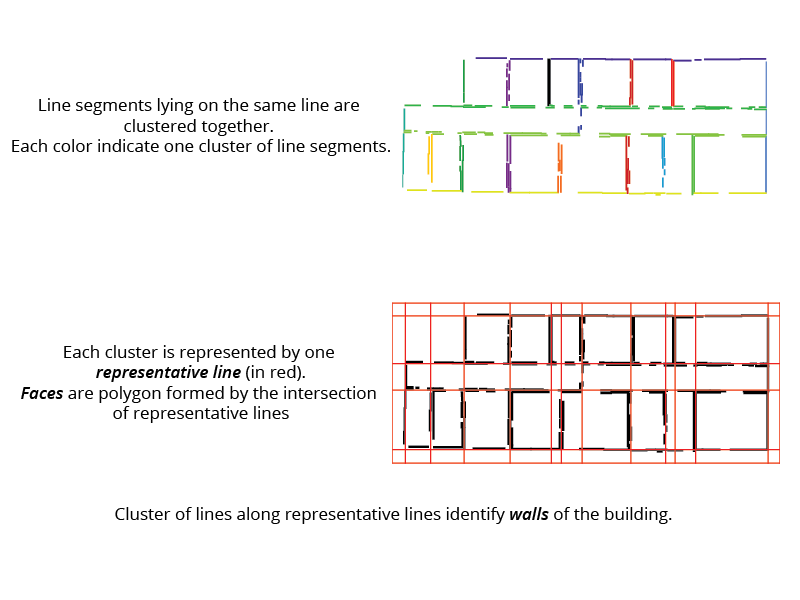 Line segments lying on the same line are
clustered together.
Each color indicate one cluster of line segments.
Each cluster is represented by one
representative line (in red).
Faces are polygon formed by the intersection
of representative lines
Cluster of lines along representative lines identify walls of the building.